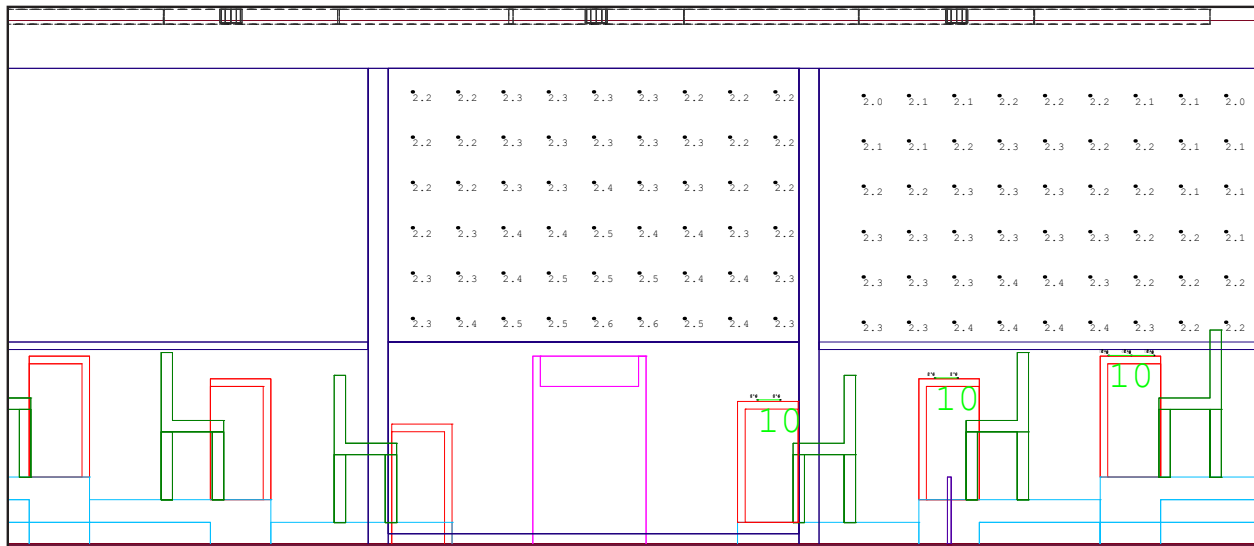 2.2 2.2 2.3 2.3 2.3 2.3 2.2 2.2 2.2
2.0 2.1 2.1 2.2 2.2 2.2 2.1 2.1 2.0
2.2 2.2 2.3 2.3 2.3 2.3 2.3 2.2 2.2
2.1 2.1 2.2 2.3 2.3 2.2 2.2 2.1 2.1
2.2 2.2 2.3 2.3 2.4 2.3 2.3 2.2 2.2
2.2 2.2 2.3 2.3 2.3 2.2 2.2 2.1 2.1
2.2 2.3 2.4 2.4 2.5 2.4 2.4 2.3 2.2
2.3 2.3 2.3 2.3 2.3 2.3 2.2 2.2 2.1
2.3 2.3 2.4 2.5 2.5 2.5 2.4 2.4 2.3
2.3 2.3 2.3 2.4 2.4 2.3 2.2 2.2 2.2
2.3 2.4 2.5 2.5 2.6 2.6 2.5 2.4 2.3
2.3 2.3 2.4 2.4 2.4 2.4 2.3 2.2 2.2
10
10
10